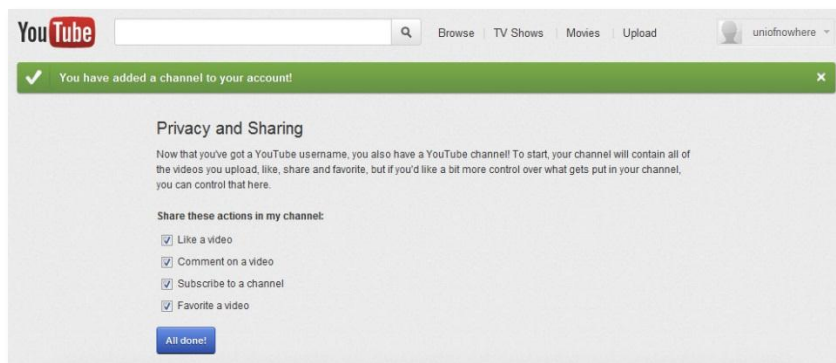 YouTube
Browse TV Shows Movies Upload uniofnowhere
You have added a channel to your account!
Privacy and Sharing
Now that you've got a YouTube username, you also have a YouTube channel! To start, your channel will contain all of
the videos you upload, like, share and favorite, but if you'd like a bit more control over what gets put in your channel,
you can control that here.
Share these actions in my channel:
Like a video
Comment on a video
Subscribe to a channel
Favorite a video
All done!